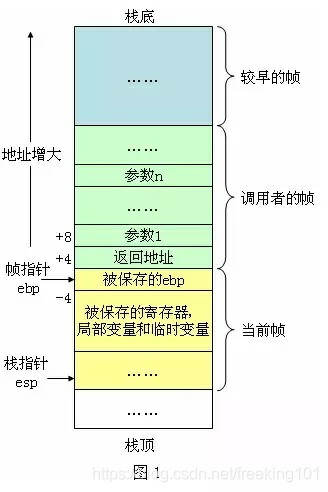 栈底
……
较早的帧
地址增大
……
参数n
……
调用者的帧
+8
参数1
+4
返回地址
帧指针
ebp
被保存的ebp
-4
被保存的寄存器,
局部变量和临时变量
当前帧
栈指针
esp
……
……
栈顶
图 1
https://blog.csdn.net/freeking101